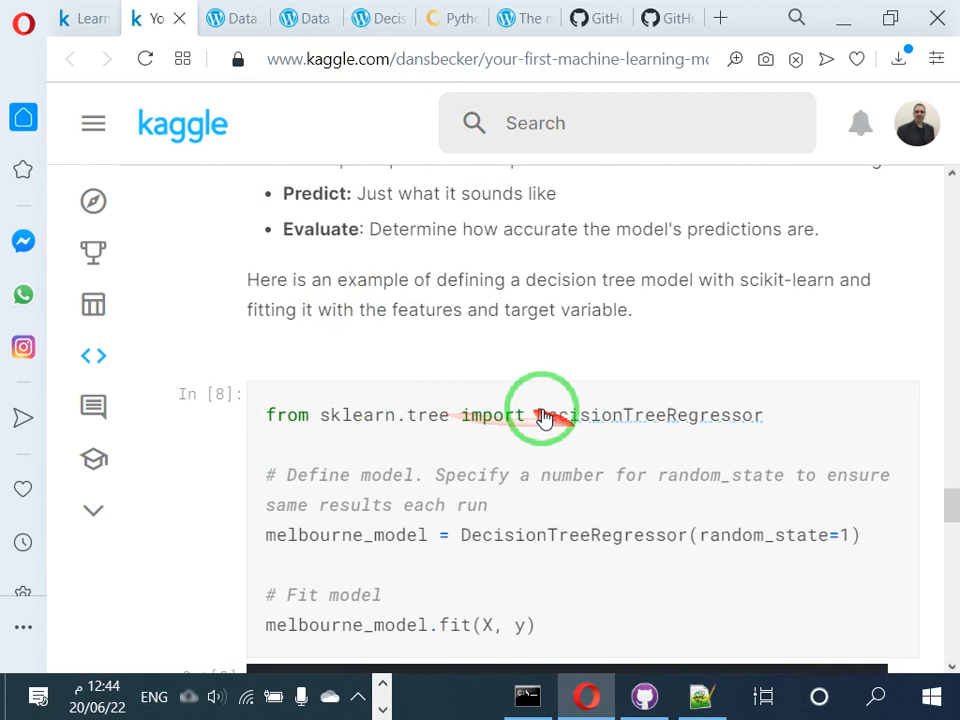 Learn
Yo
Data
Data
Decis
Pytho
The n
GitHu
GitHu
www.kaggle.com/dansbecker/your-first-machine-learning-mo
kaggle
Search
• Predict: Just what it sounds like
• Evaluate: Determine how accurate the model's predictions are.
Here is an example of defining a decision tree model with scikit-learn and
fitting it with the features and target variable.
In [8]:
from sklearn.tree import DecisionTreeRegressor
# Define model. Specify a number for random_state to ensure
same results each run
melbourne_model = DecisionTreeRegressor(random_state=1)
# Fit model
melbourne_model.fit(X, y)
12:44 م
ENG
20/06/22